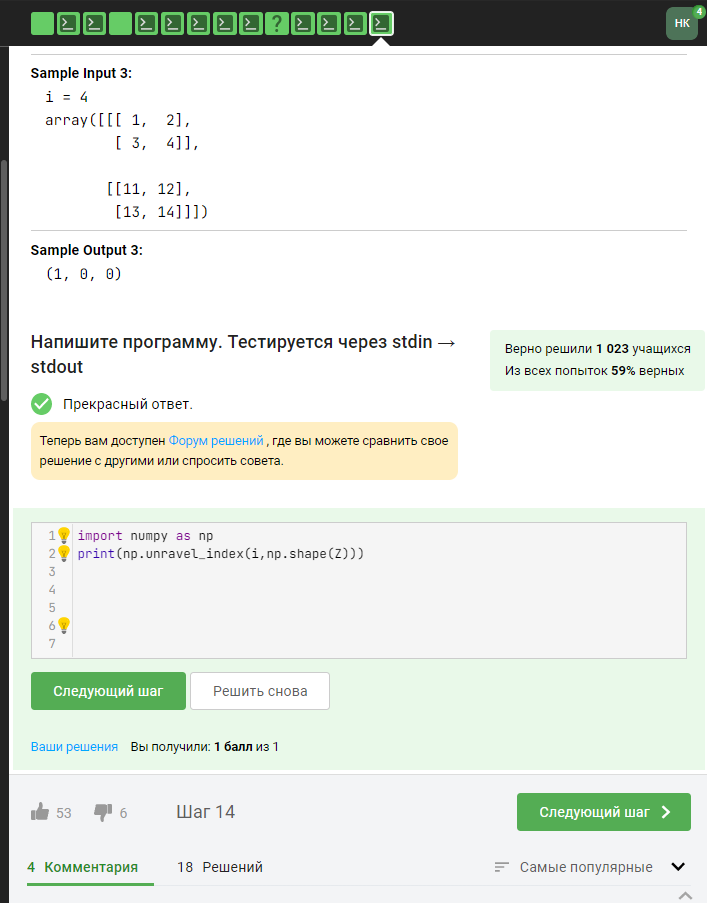 ?
НК
4
Sample Input 3:
i = 4
array([[[ 1,  2],
        [ 3,  4]],

       [[11, 12],
        [13, 14]]])
Sample Output 3:
(1, 0, 0)
Напишите программу. Тестируется через stdin →
stdout
Верно решили 1 023 учащихся
Из всех попыток 59% верных
Прекрасный ответ.
Теперь вам доступен Форум решений , где вы можете сравнить свое
решение с другими или спросить совета.
1 import numpy as np
2 print(np.unravel_index(i,np.shape(Z)))
3
4
5
6
7
Следующий шаг Решить снова
Ваши решения Вы получили: 1 балл из 1
53 6 Шаг 14 Следующий шаг
4 Комментария 18 Решений Самые популярные